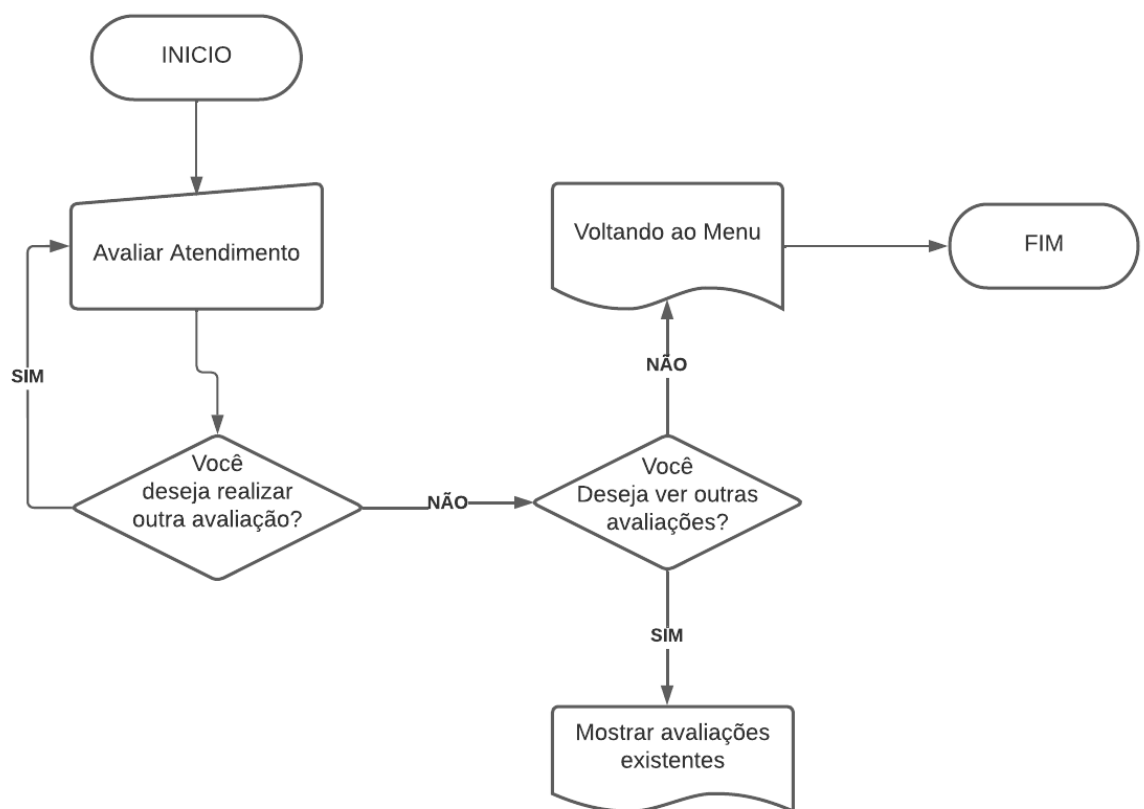 INICIO
Avaliar Atendimento
SIM
Você
deseja realizar
outra avaliação?
NÃO
Você
Deseja ver outras
avaliações?
NÃO
Voltando ao Menu
FIM
SIM
Mostrar avaliações
existentes